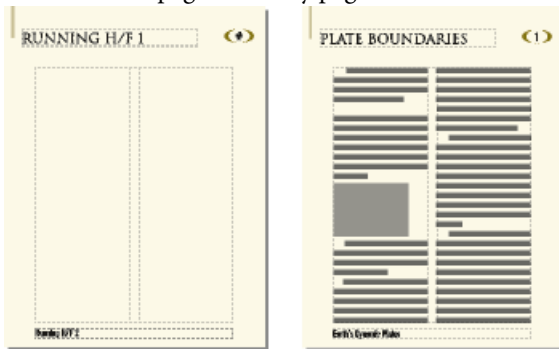 RUNNING H/F 1
#
PLATE BOUNDARIES
1
Running H/F 2
Earth's Dynamic Plates